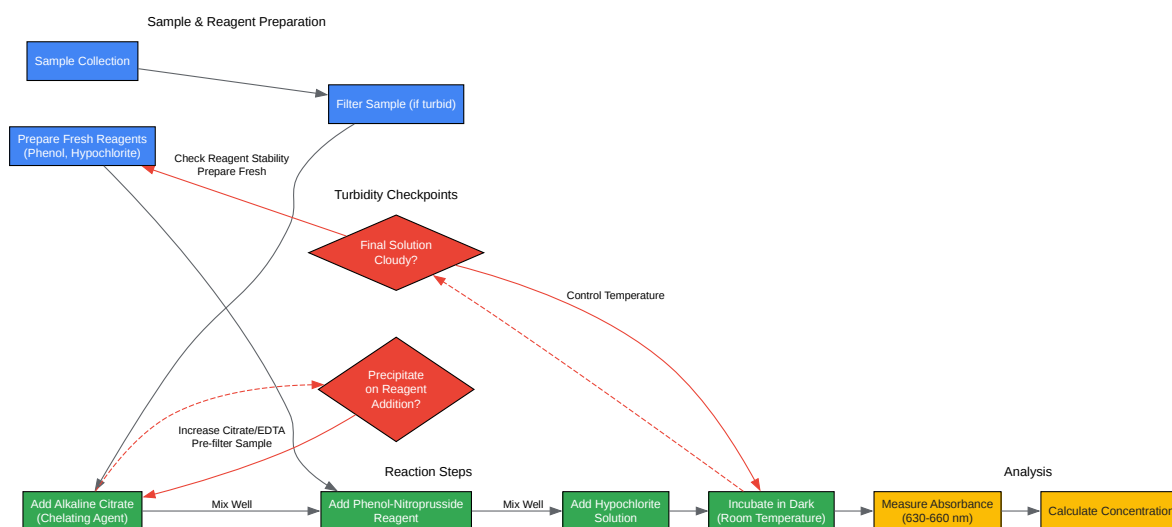 Sample & Reagent Preparation
Sample Collection
Filter Sample (if turbid)
Prepare Fresh Reagents
(Phenol, Hypochlorite)
Check Reagent Stability
Prepare Fresh
Turbidity Checkpoints
Final Solution
Cloudy?
Control Temperature
Precipitate
on Reagent
Addition?
Increase Citrate/EDTA
Pre-filter Sample
Reaction Steps
Analysis
Add Alkaline Citrate
(Chelating Agent)
Mix Well
Add Phenol-Nitroprusside
Reagent
Mix Well
Add Hypochlorite
Solution
Incubate in Dark
(Room Temperature)
Measure Absorbance
(630-660 nm)
Calculate Concentration